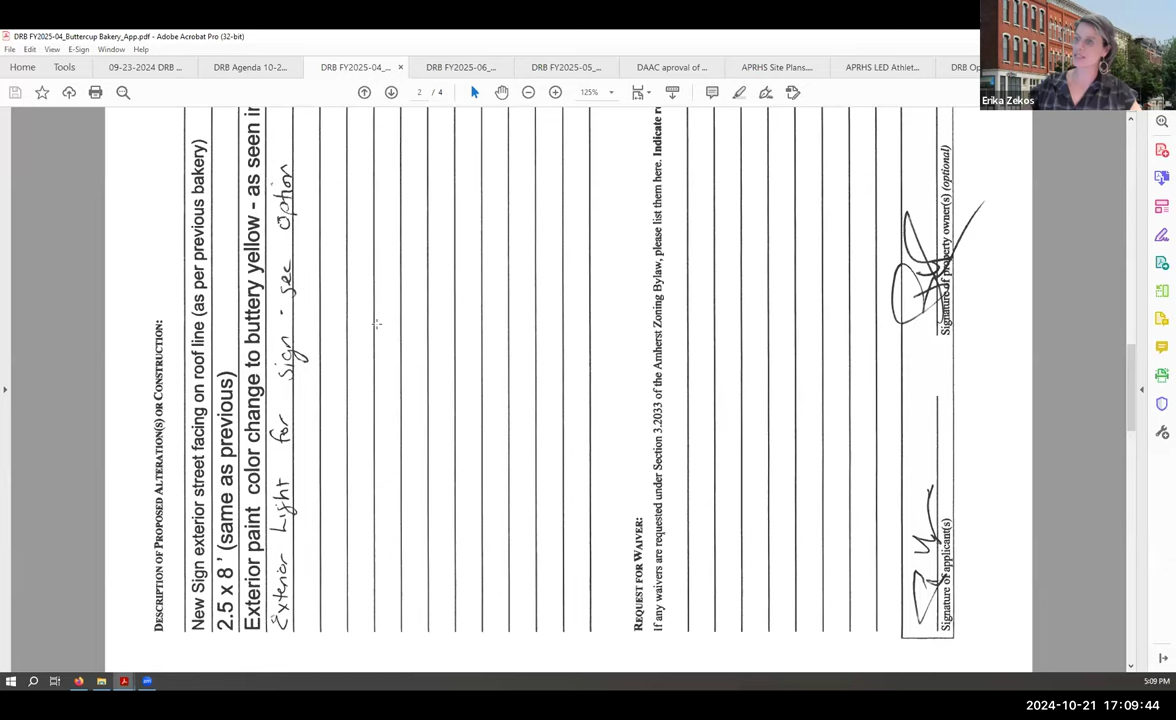 DRB FY2025-04_Buttercup Bakery_App.pdf - Adobe Acrobat Pro (32-bit)
File Edit View E-Sign Window Help
Home Tools 09-23-2024 DRB ... DRB Agenda 10-2... DRB FY2025-04_... × DRB FY2025-06_... DRB FY2025-05_... DAAC aproval of ... APRHS Site Plans.... APRHS LED Athlet... DRB Op
2 / 4 125%
Erika Zekos
DESCRIPTION OF PROPOSED ALTERATION(S) OR CONSTRUCTION:
New Sign exterior street facing on roof line (as per previous bakery)
2.5 x 8 ' (same as previous)
Exterior paint color change to buttery yellow - as seen in
Exterior Light for sign - see option
REQUEST FOR WAIVER:
If any waivers are requested under Section 3.2033 of the Amherst Zoning Bylaw, please list them here. Indicate re
Signature of applicant(s)
Signature of property owner(s) (optional)
5:09 PM
2024-10-21 17:09:44